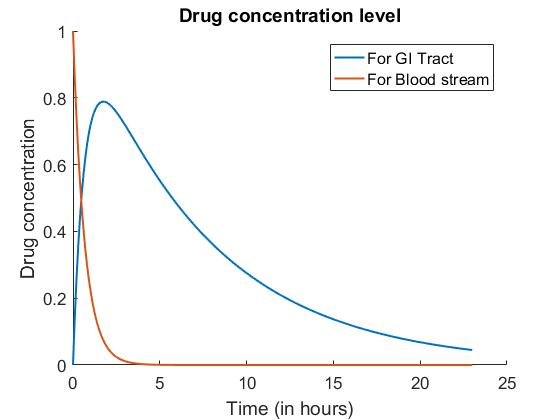 Drug concentration level
For GI Tract
For Blood stream
Drug concentration
1
0.8
0.6
0.4
0.2
0
0 5 10 15 20 25
Time (in hours)